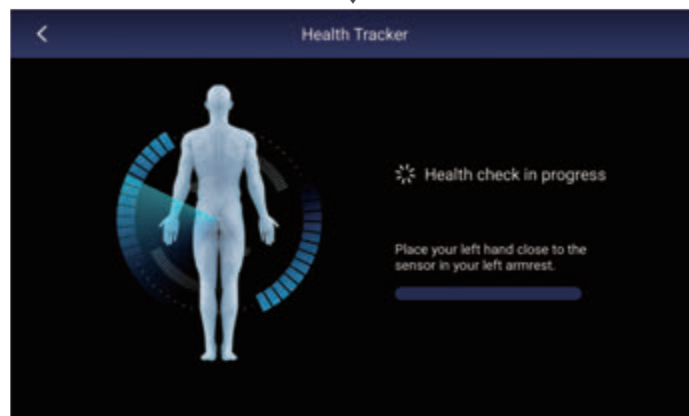 Health Tracker
Health check in progress
Place your left hand close to the
sensor in your left armrest.